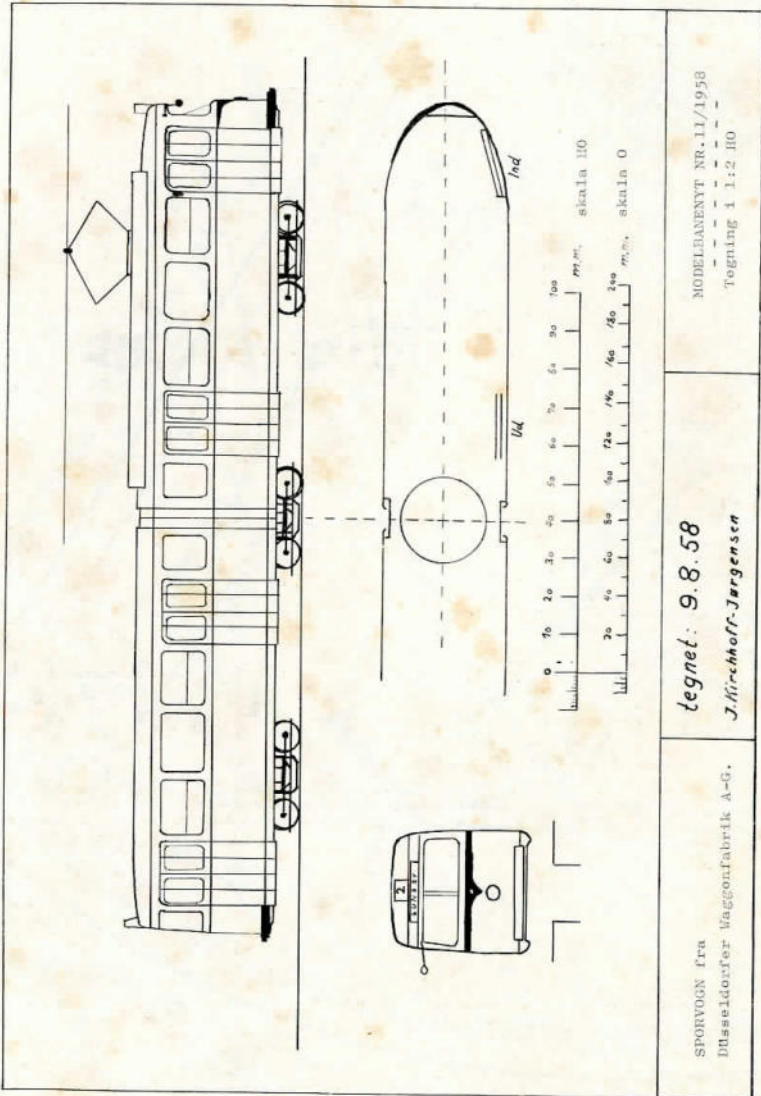 2
SUNDBY
Ind
Ud
0 10 20 30 40 50 60 70 80 90 100
m.m. skala HO
20 40 60 80 100 120 140 160 180 200
m.m. skala O
SPORVOGN fra
Düsseldorfer Waggonfabrik A-G.
tegnet: 9.8.58
J.Kirchhoff-Jørgensen
MODELBANENYT NR.11/1958
- - - - - - - - -
Tegning i 1:2 HO